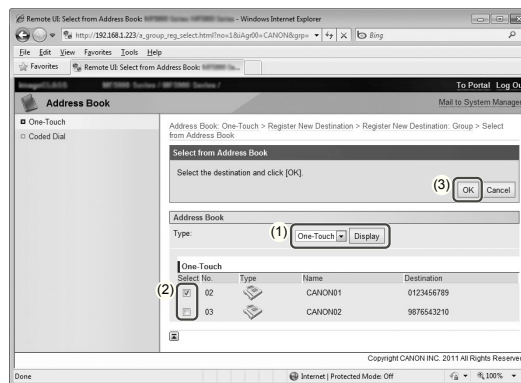 Remote UI: Select from Address Book: - Windows Internet Explorer
http://192.168.1.223/a_group_reg_select.html?no=1&iAgr00=CANON&grp= Bing
File Edit View Favorites Tools Help
Favorites Remote UI: Select from Address Book:
To Portal Log Ou
Address Book Mail to System Manage
One-Touch
Coded Dial
Address Book: One-Touch > Register New Destination > Register New Destination: Group > Select
from Address Book
Select from Address Book
Select the destination and click [OK].
(3)
OK Cancel
Address Book
Type: (1) One-Touch Display
One-Touch
Select No. Type Name Destination
(2) 02 CANON01 0123456789
03 CANON02 9876543210
Copyright CANON INC. 2011 All Rights Reserve
Done Internet | Protected Mode: Off 100%